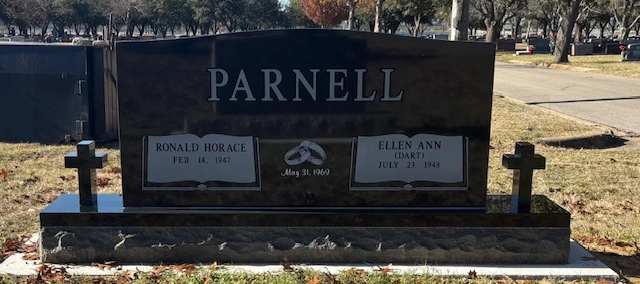 PARNELL
RONALD HORACE
FEB. 14, 1947
May 31, 1969
ELLEN ANN
(DART)
JULY 23, 1948